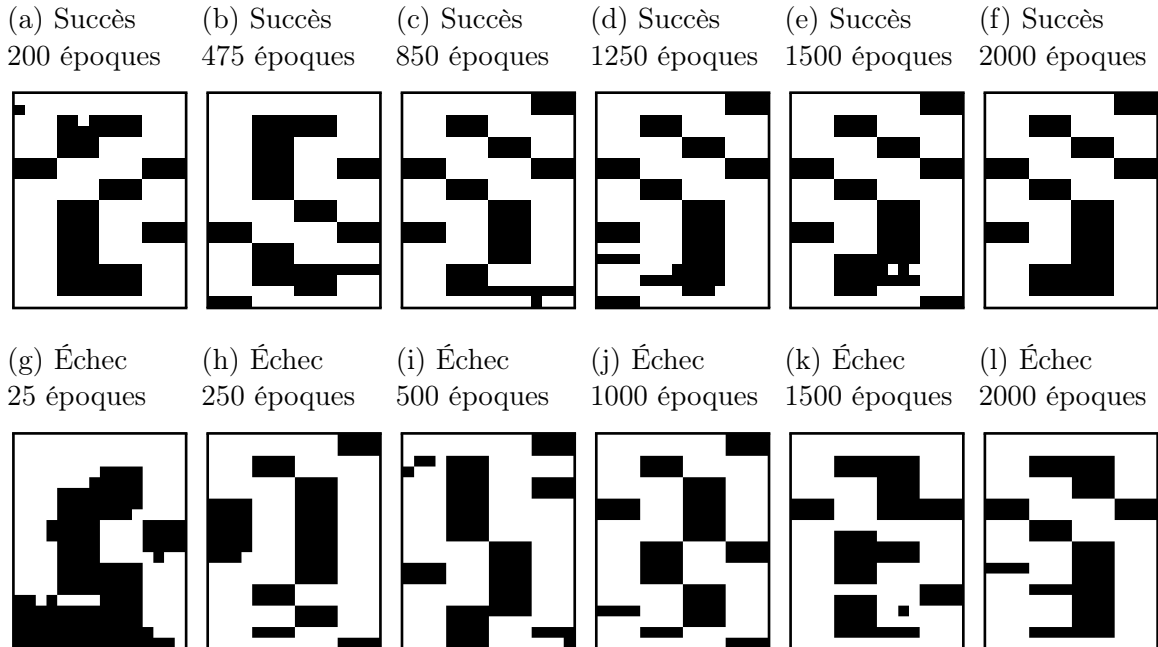 (a) Succès (b) Succès (c) Succès (d) Succès (e) Succès (f) Succès
200 époques 475 époques 850 époques 1250 époques 1500 époques 2000 époques
(g) Échec (h) Échec (i) Échec (j) Échec (k) Échec (l) Échec
25 époques 250 époques 500 époques 1000 époques 1500 époques 2000 époques